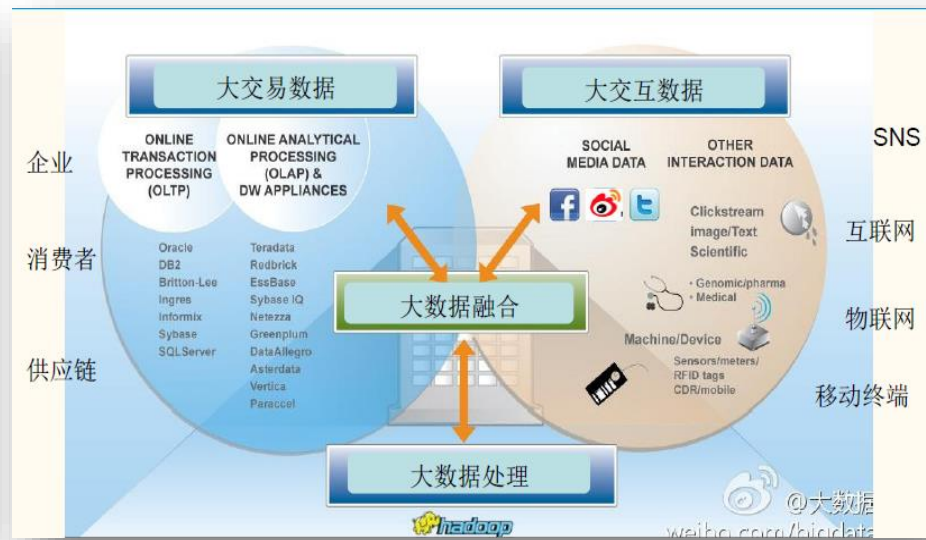 大交易数据
大交互数据
企业
消费者
供应链
ONLINE
TRANSACTION
PROCESSING
(OLTP)
ONLINE ANALYTICAL
PROCESSING
(OLAP) &
DW APPLIANCES
Oracle
DB2
Britton-Lee
Ingres
Informix
Sybase
SQLServer
Teradata
Redbrick
EssBase
Sybase IQ
Netezza
Greenplum
DataAllegro
Asterdata
Vertica
Paraccel
SOCIAL
MEDIA DATA
OTHER
INTERACTION DATA
Clickstream
image/Text
Scientific
• Genomic/pharma
• Medical
Machine/Device
Sensors/meters/
RFID tags
CDR/mobile
SNS
互联网
物联网
移动终端
大数据融合
大数据处理
hadoop
@大数据
weibo.com/bigdata